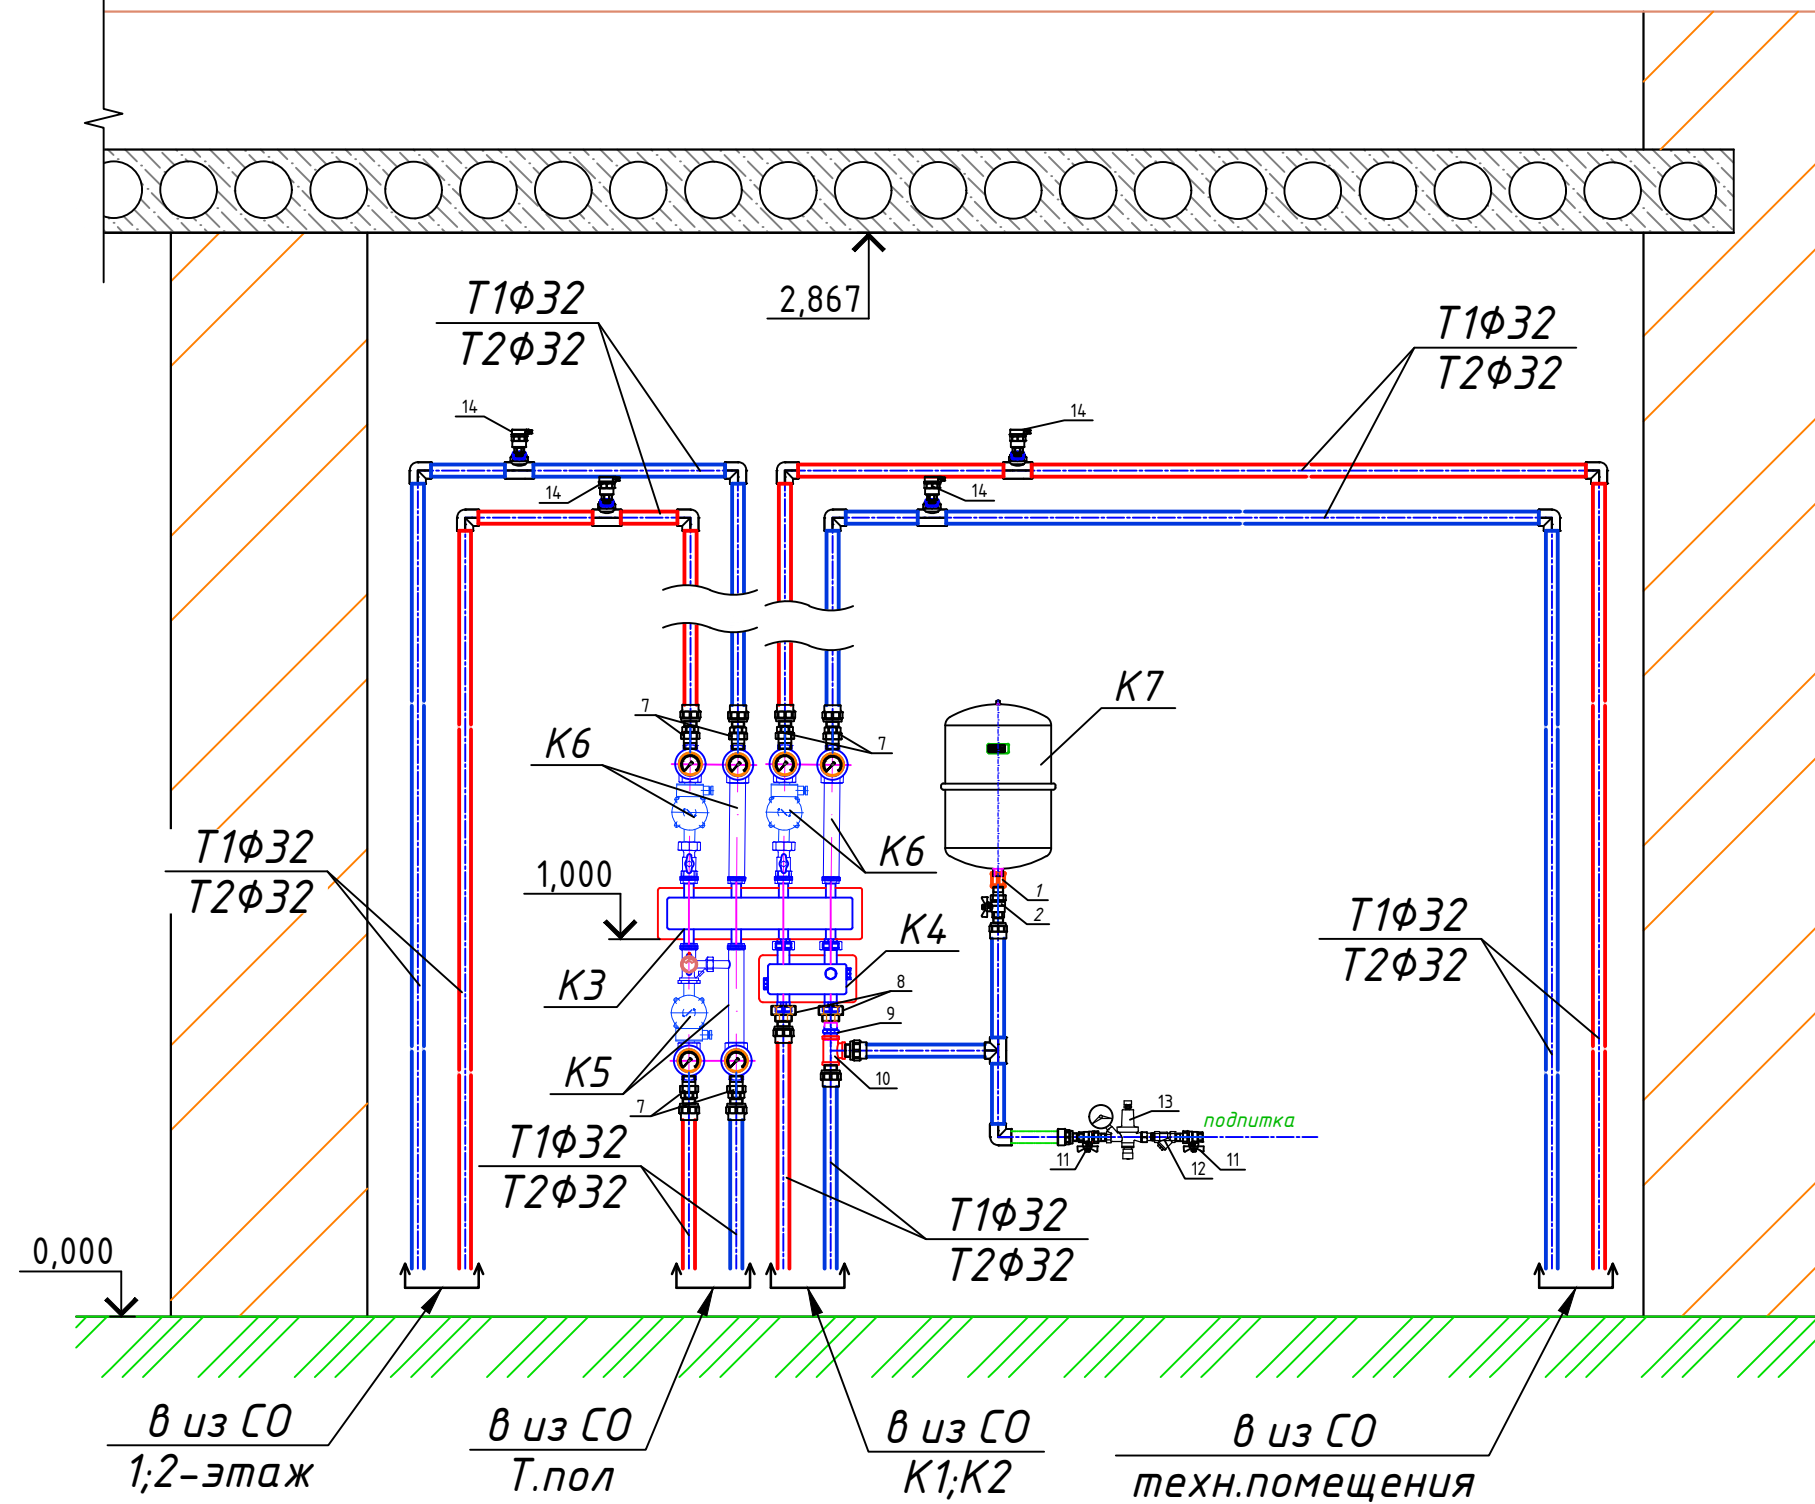 2,867
Т1Ф32
Т2Ф32
Т1Ф32
Т2Ф32
14
14
14
14
К7
7
7
К6
К6
Т1Ф32
Т2Ф32
1,000
1
2
К4
К3
Т1Ф32
Т2Ф32
8
9
10
К5
7
13
подпитка
11
12
11
Т1Ф32
Т2Ф32
Т1Ф32
Т2Ф32
0,000
в из СО
1;2-этаж
в из СО
Т.пол
в из СО
К1;К2
в из СО
техн.помещения